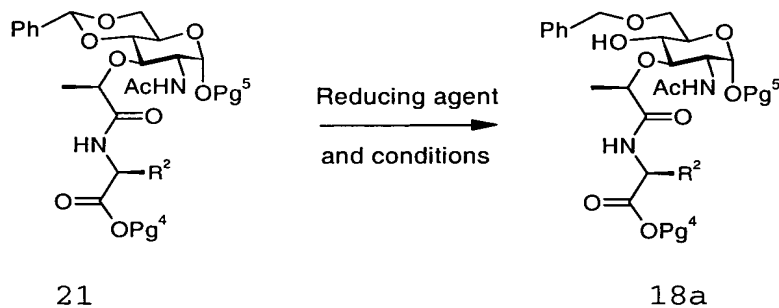 Ph
O
O
O
O
AcHN
OPg⁵
O
HN
R²
O
OPg⁴
21
Reducing agent
and conditions
Ph
O
HO
O
O
AcHN
OPg⁵
O
HN
R²
O
OPg⁴
18a